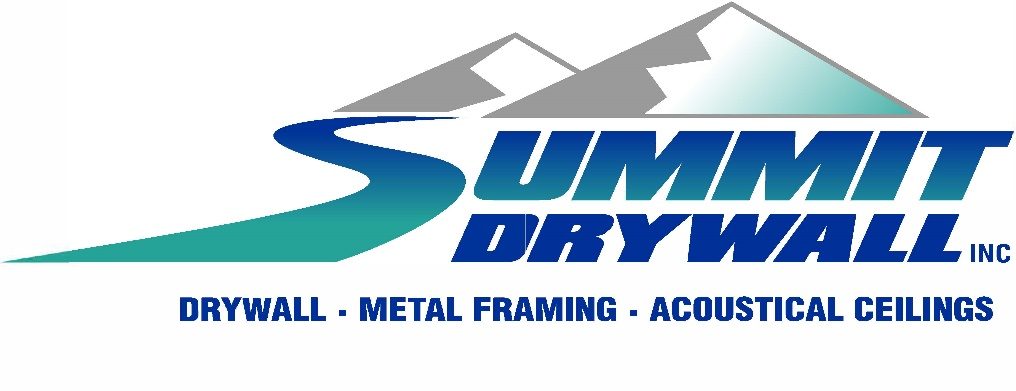 SUMMIT
DRYWALL INC
DRYWALL · METAL FRAMING · ACOUSTICAL CEILINGS